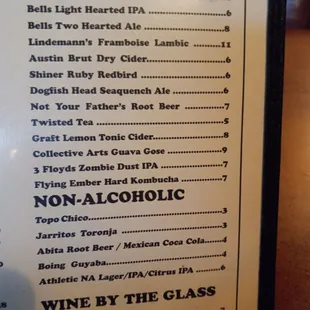 Bells Light Hearted IPA ........................6
Bells Two Hearted Ale ........................8
Lindemann's Framboise Lambic ............11
Austin Brut Dry Cider........................6
Shiner Ruby Redbird ........................6
Dogfish Head Seaquench Ale ...............6
Not Your Father's Root Beer ..............7
Twisted Tea ....................................5
Graft Lemon Tonic Cider.....................8
Collective Arts Guava Gose .................9
3 Floyds Zombie Dust IPA ....................7
Flying Ember Hard Kombucha ..............7
NON-ALCOHOLIC
Topo Chico.......................................3
Jarritos Toronja ................................3
Abita Root Beer / Mexican Coca Cola......4
Boing Guyaba....................................4
Athletic NA Lager/IPA/Citrus IPA .......6
WINE BY THE GLASS